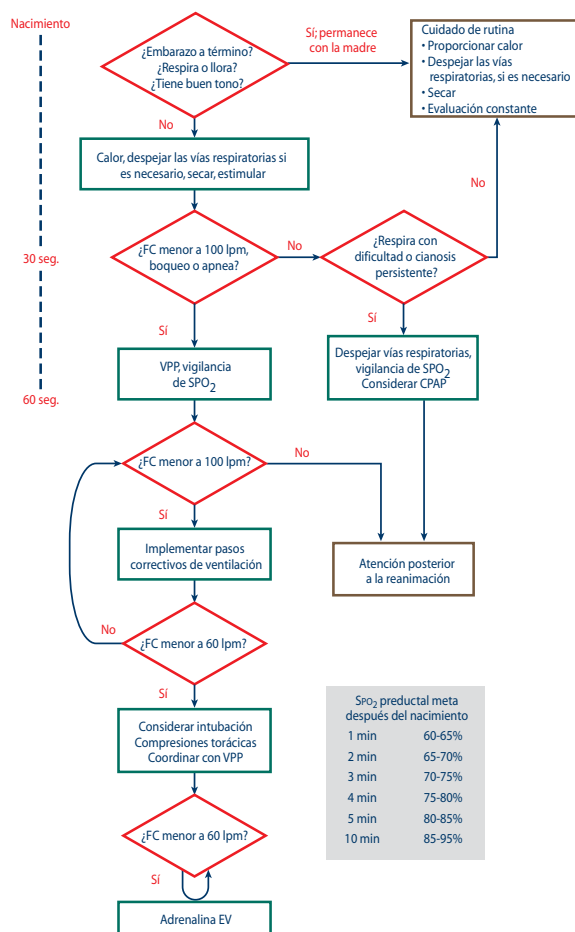 Nacimiento
¿Embarazo a término?
¿Respira o llora?
¿Tiene buen tono?
Sí; permanece
con la madre
Cuidado de rutina
• Proporcionar calor
• Despejar las vías
respiratorias, si es necesario
• Secar
• Evaluación constante
No
Calor, despejar las vías respiratorias si
es necesario, secar, estimular
No
30 seg.
¿FC menor a 100 lpm,
boqueo o apnea?
No
¿Respira con
dificultad o cianosis
persistente?
Sí
Sí
VPP, vigilancia
de SPO2
Despejar vías respiratorias,
vigilancia de SPO2
Considerar CPAP
60 seg.
¿FC menor a 100 lpm?
No
Sí
Implementar pasos
correctivos de ventilación
Atención posterior
a la reanimación
No
¿FC menor a 60 lpm?
Sí
Considerar intubación
Compresiones torácicas
Coordinar con VPP
SPO2 preductal meta
después del nacimiento
1 min 60-65%
2 min 65-70%
3 min 70-75%
4 min 75-80%
5 min 80-85%
10 min 85-95%
¿FC menor a 60 lpm?
Sí
Adrenalina EV